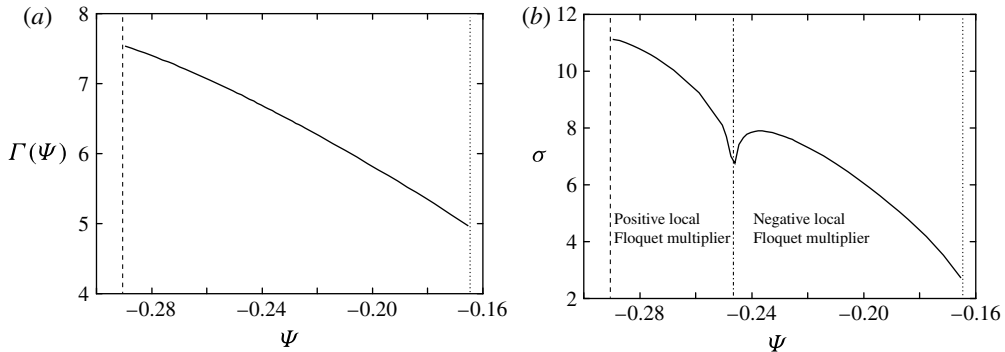 (a)
8
7
6
5
4
Γ(Ψ)
−0.28
−0.24
−0.20
−0.16
Ψ
(b)
12
10
8
6
4
2
σ
Positive local
Floquet multiplier
Negative local
Floquet multiplier
−0.28
−0.24
−0.20
−0.16
Ψ